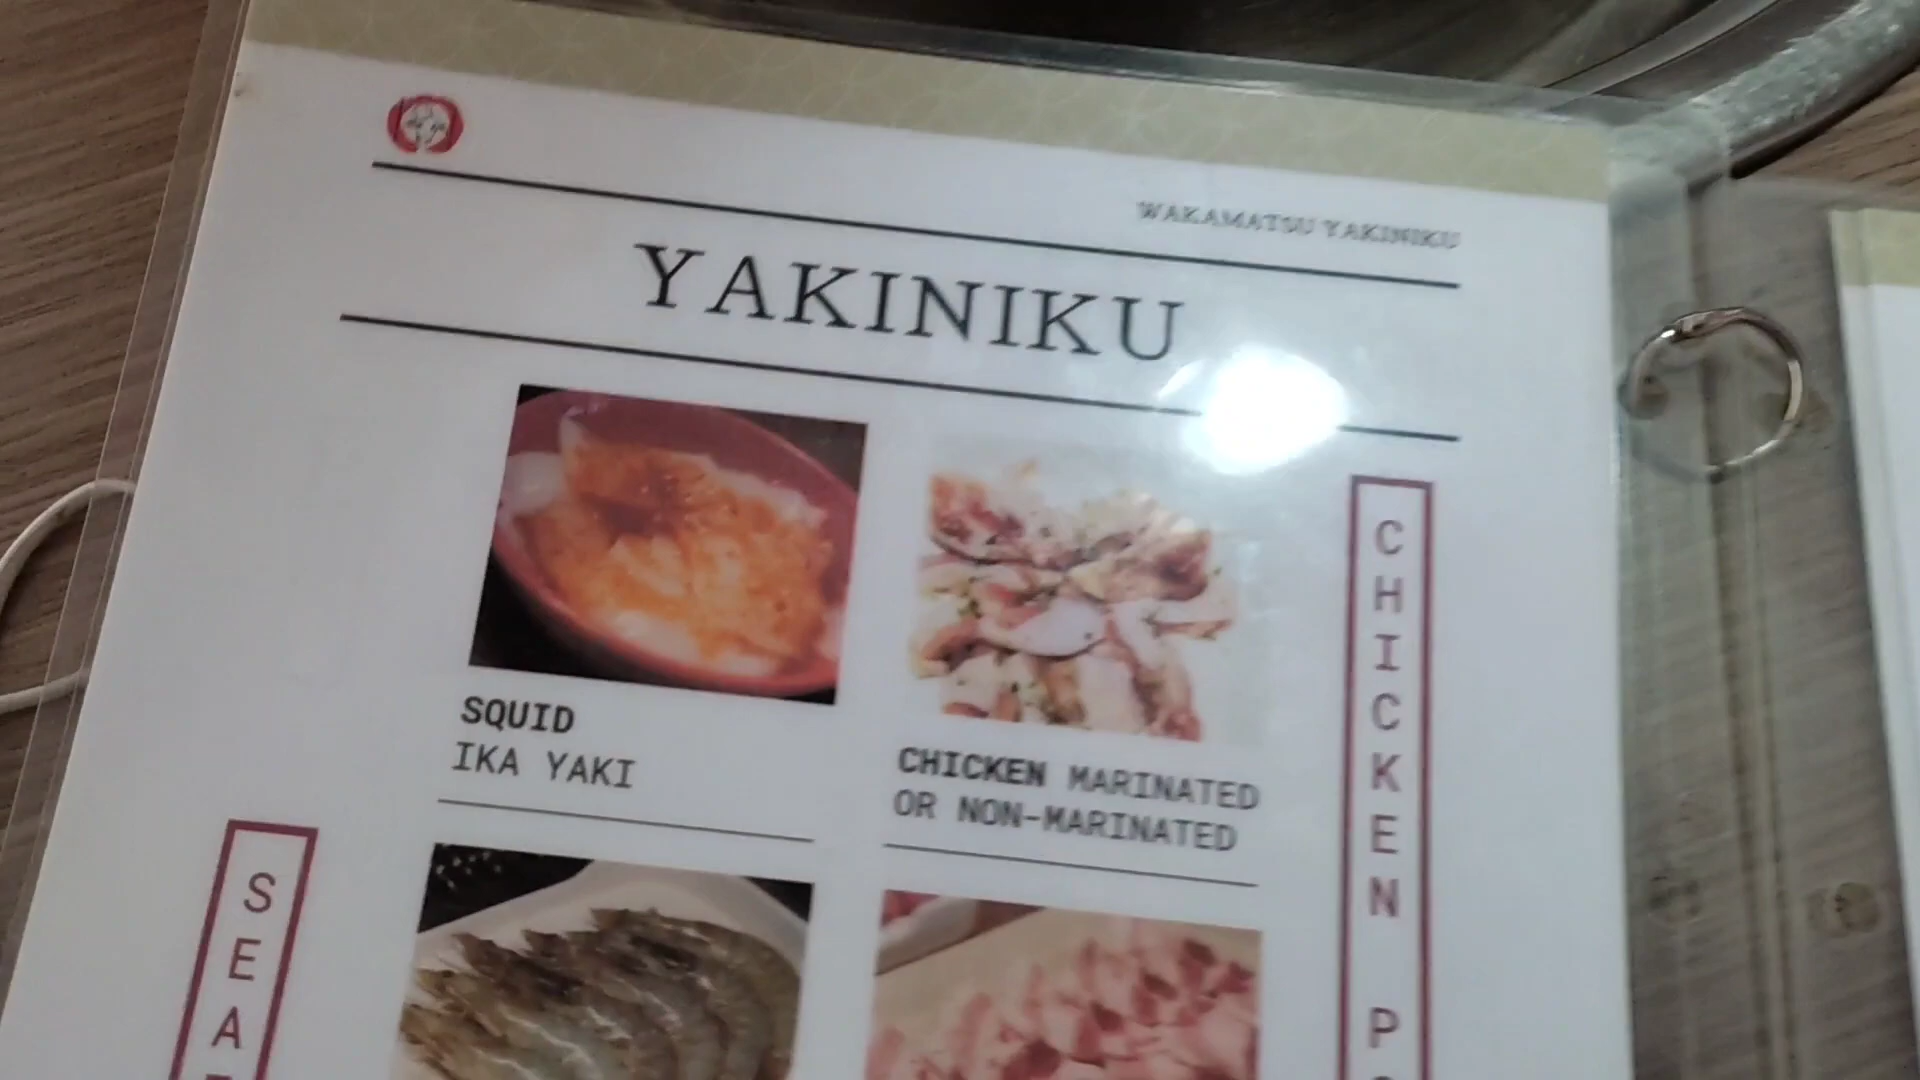 WAKAMATSU YAKINIKU
YAKINIKU
SQUID
IKA YAKI
CHICKEN MARINATED
OR NON-MARINATED
CHICKEN
SEA